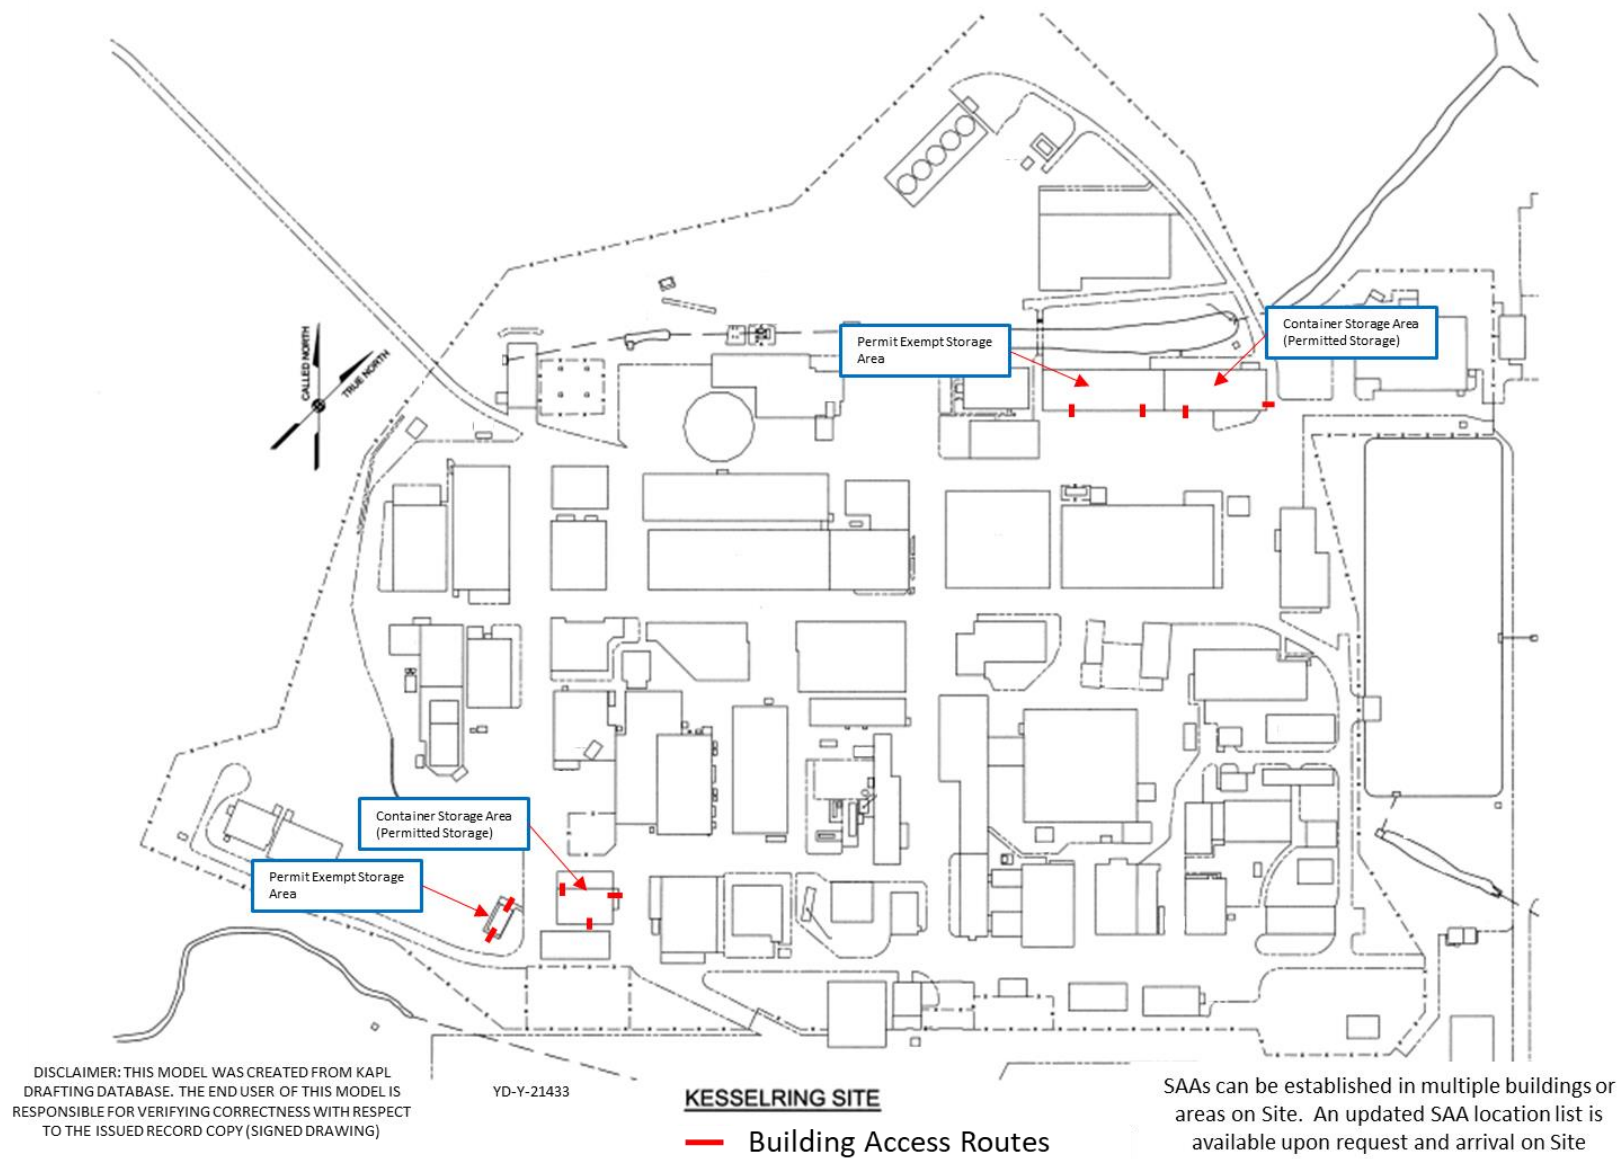 CALLED NORTH
TRUE NORTH
Permit Exempt Storage
Area
Container Storage Area
(Permitted Storage)
Container Storage Area
(Permitted Storage)
Permit Exempt Storage
Area
DISCLAIMER: THIS MODEL WAS CREATED FROM KAPL
DRAFTING DATABASE. THE END USER OF THIS MODEL IS
RESPONSIBLE FOR VERIFYING CORRECTNESS WITH RESPECT
TO THE ISSUED RECORD COPY (SIGNED DRAWING)
YD-Y-21433
KESSELRING SITE
Building Access Routes
SAAs can be established in multiple buildings or
areas on Site. An updated SAA location list is
available upon request and arrival on Site